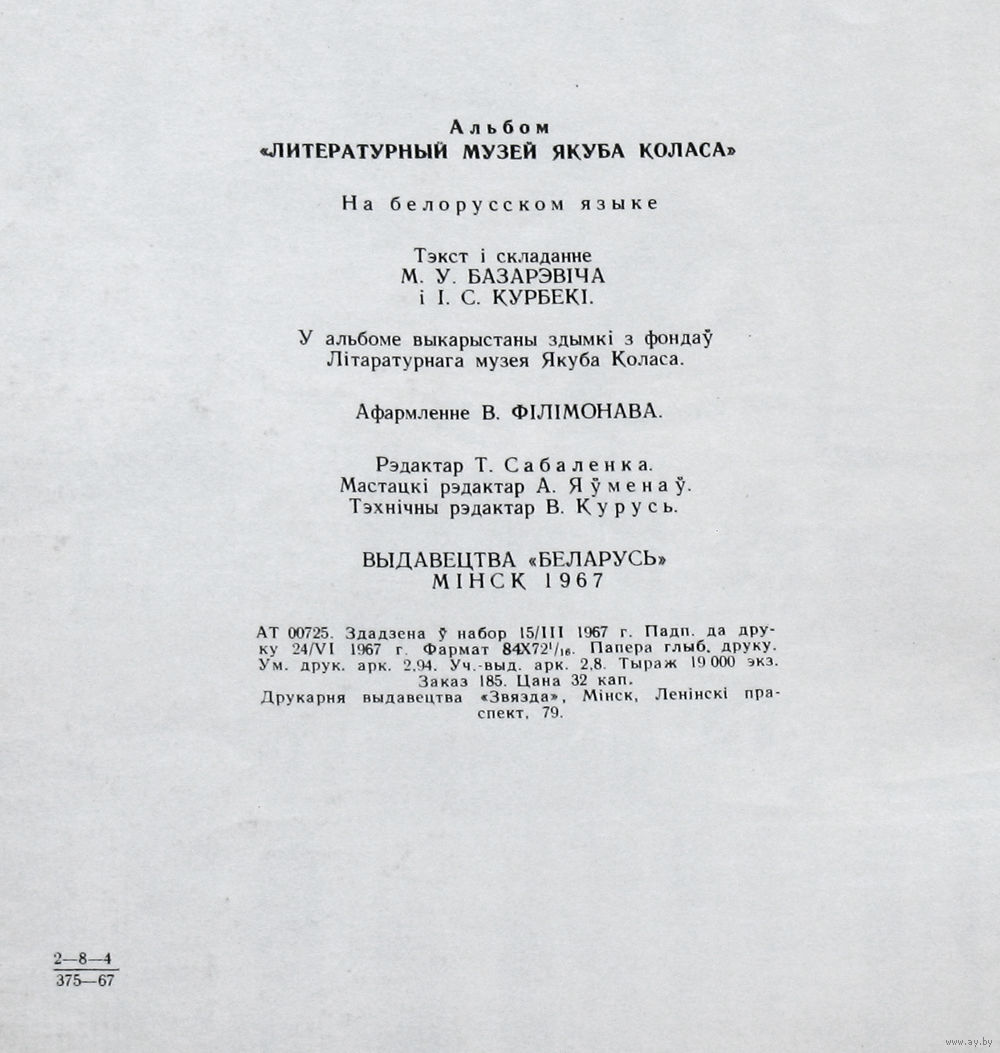 Альбом
«ЛИТЕРАТУРНЫЙ МУЗЕЙ ЯКУБА КОЛАСА»
На белорусском языке
Тэкст і складанне
М. У. БАЗАРЭВІЧА
і І. С. КУРБЕКІ.
У альбоме выкарыстаны здымкі з фондаў
Літаратурнага музея Якуба Коласа.
Афармленне В. ФІЛІМОНАВА.
Рэдактар Т. Сабаленка.
Мастацкі рэдактар А. Яўменаў.
Тэхнічны рэдактар В. Курусь.
ВЫДАВЕЦТВА «БЕЛАРУСЬ»
МІНСК 1967
АТ 00725. Здадзена ў набор 15/III 1967 г. Падп. да дру-
ку 24/VI 1967 г. Фармат 84X72¹/₁₆. Папера глыб. друку.
Ум. друк. арк. 2,94. Уч.-выд. арк. 2,8. Тыраж 19 000 экз.
Заказ 185. Цана 32 кап.
Друкарня выдавецтва «Звязда», Мінск, Ленінскі пра-
спект, 79.
2—8—4
375—67
www.ay.by